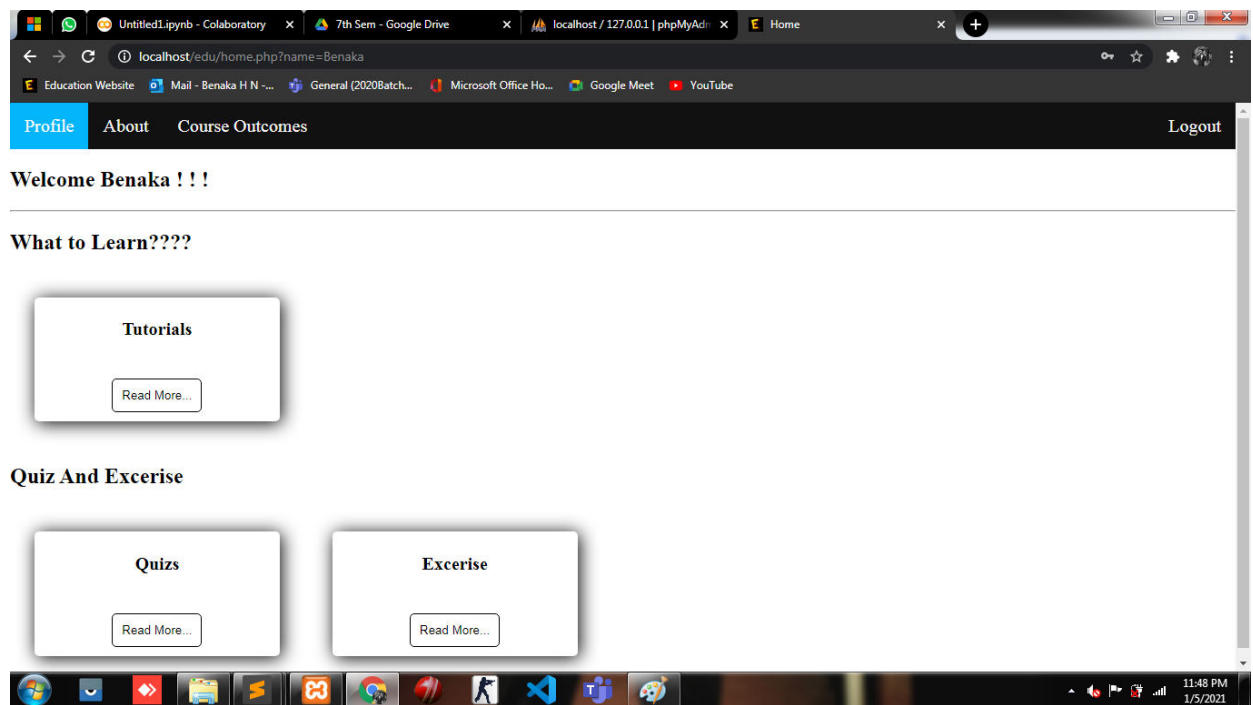 Untitled1.ipynb - Colaboratory
7th Sem - Google Drive
localhost / 127.0.0.1 | phpMyAdm
E Home
localhost/edu/home.php?name=Benaka
E Education Website
Mail - Benaka H N -...
General (2020Batch...
Microsoft Office Ho...
Google Meet
YouTube
Profile About Course Outcomes Logout
Welcome Benaka ! ! !
What to Learn????
Tutorials
Read More...
Quiz And Excerise
Quizs Excerise
Read More... Read More...
11:48 PM
1/5/2021